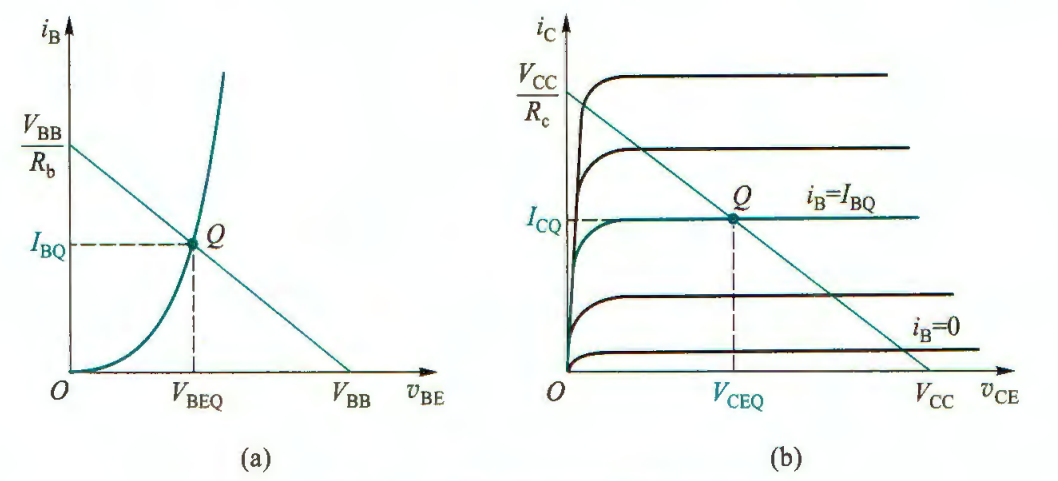 i_B
V_BB
R_b
I_BQ
Q
O
V_BEQ
V_BB
v_BE
(a)
i_C
V_CC
R_c
I_CQ
Q
i_B=I_BQ
i_B=0
O
V_CEQ
V_CC
v_CE
(b)